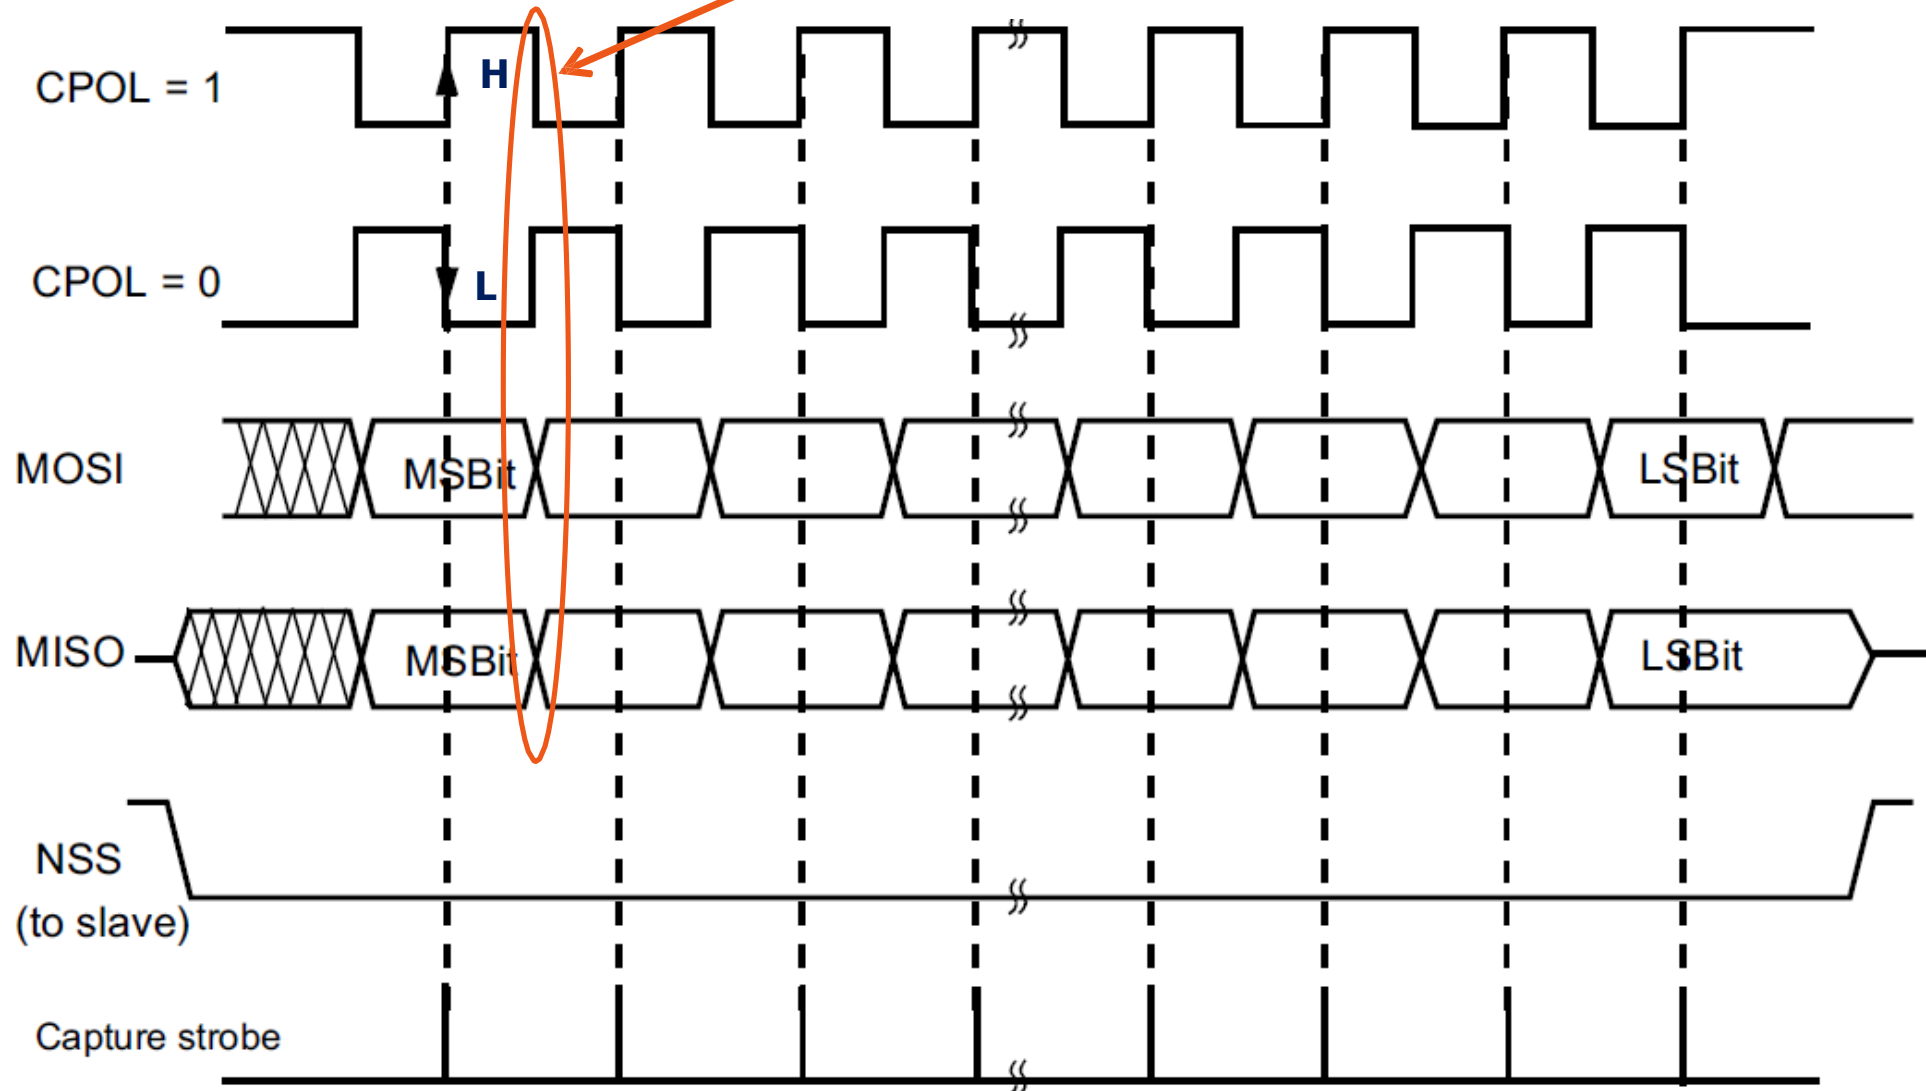 CPOL = 1
H
CPOL = 0
L
MOSI
MSBit
LSBit
MISO
MSBit
LSBit
NSS
(to slave)
Capture strobe